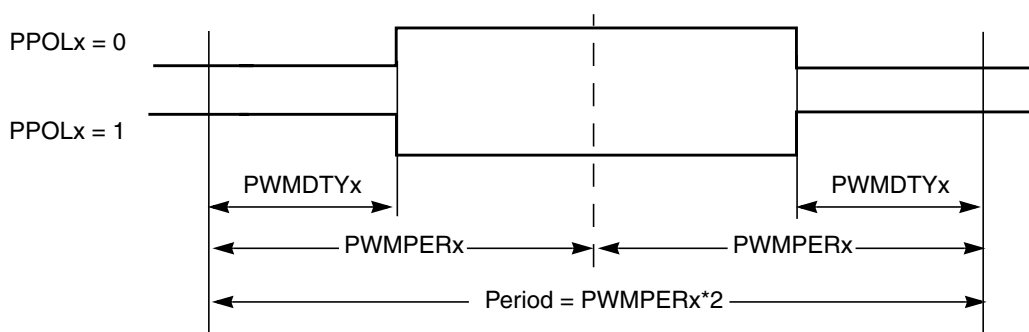 PPOLx = 0
PPOLx = 1
PWMDTYx
PWMDTYx
PWMPERx
PWMPERx
Period = PWMPERx*2